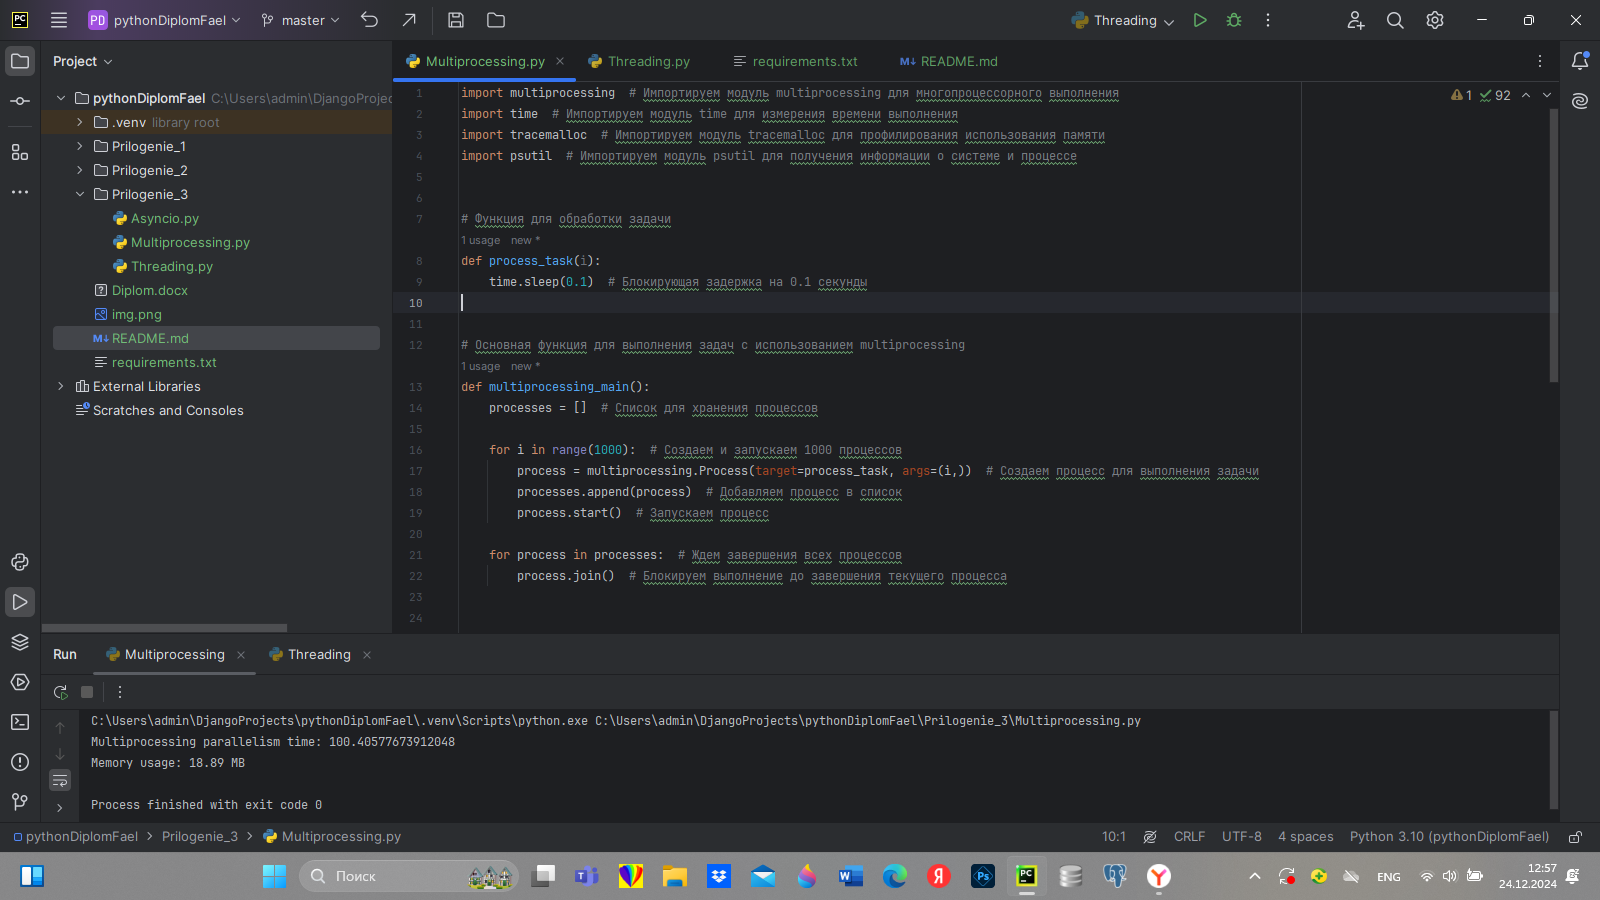 PC
PD pythonDiplomFael
master
Threading
Project
pythonDiplomFael C:\Users\admin\DjangoProjec
.venv library root
Prilogenie_1
Prilogenie_2
Prilogenie_3
Asyncio.py
Multiprocessing.py
Threading.py
Diplom.docx
img.png
README.md
requirements.txt
External Libraries
Scratches and Consoles
Multiprocessing.py
Threading.py
requirements.txt
README.md
1 92
1 import multiprocessing  # Импортируем модуль multiprocessing для многопроцессорного выполнения
2 import time  # Импортируем модуль time для измерения времени выполнения
3 import tracemalloc  # Импортируем модуль tracemalloc для профилирования использования памяти
4 import psutil  # Импортируем модуль psutil для получения информации о системе и процессе
5
6
7 # Функция для обработки задачи
1 usage new *
8 def process_task(i):
9 time.sleep(0.1)  # Блокирующая задержка на 0.1 секунды
10
11
12 # Основная функция для выполнения задач с использованием multiprocessing
1 usage new *
13 def multiprocessing_main():
14 processes = []  # Список для хранения процессов
15
16 for i in range(1000):  # Создаем и запускаем 1000 процессов
17 process = multiprocessing.Process(target=process_task, args=(i,))  # Создаем процесс для выполнения задачи
18 processes.append(process)  # Добавляем процесс в список
19 process.start()  # Запускаем процесс
20
21 for process in processes:  # Ждем завершения всех процессов
22 process.join()  # Блокируем выполнение до завершения текущего процесса
23
24
Run Multiprocessing Threading
C:\Users\admin\DjangoProjects\pythonDiplomFael\.venv\Scripts\python.exe C:\Users\admin\DjangoProjects\pythonDiplomFael\Prilogenie_3\Multiprocessing.py
Multiprocessing parallelism time: 100.40577673912048
Memory usage: 18.89 MB
Process finished with exit code 0
pythonDiplomFael > Prilogenie_3 > Multiprocessing.py
10:1 CRLF UTF-8 4 spaces Python 3.10 (pythonDiplomFael)
Поиск
ENG
12:57
24.12.2024